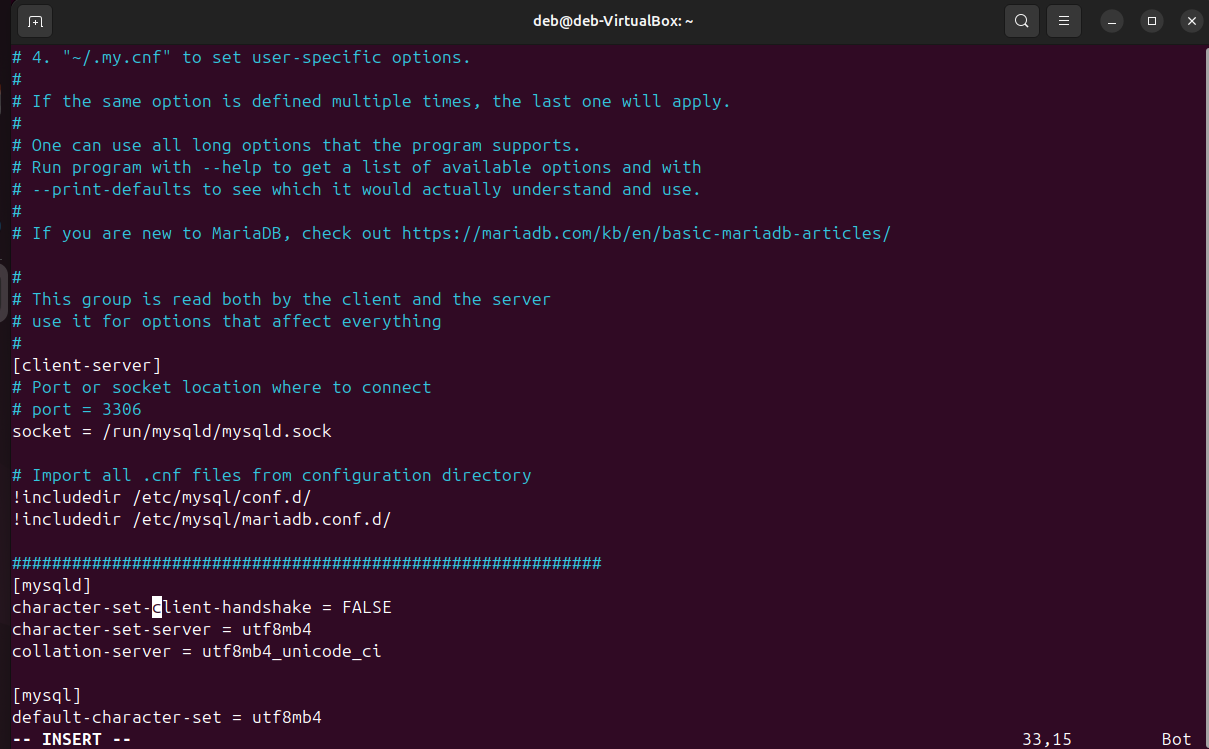 deb@deb-VirtualBox: ~
# 4. "~/.my.cnf" to set user-specific options.
#
# If the same option is defined multiple times, the last one will apply.
#
# One can use all long options that the program supports.
# Run program with --help to get a list of available options and with
# --print-defaults to see which it would actually understand and use.
#
# If you are new to MariaDB, check out https://mariadb.com/kb/en/basic-mariadb-articles/
#
# This group is read both by the client and the server
# use it for options that affect everything
#
[client-server]
# Port or socket location where to connect
# port = 3306
socket = /run/mysqld/mysqld.sock
# Import all .cnf files from configuration directory
!includedir /etc/mysql/conf.d/
!includedir /etc/mysql/mariadb.conf.d/
###########################################################
[mysqld]
character-set-client-handshake = FALSE
character-set-server = utf8mb4
collation-server = utf8mb4_unicode_ci
[mysql]
default-character-set = utf8mb4
-- INSERT -- 33,15 Bot